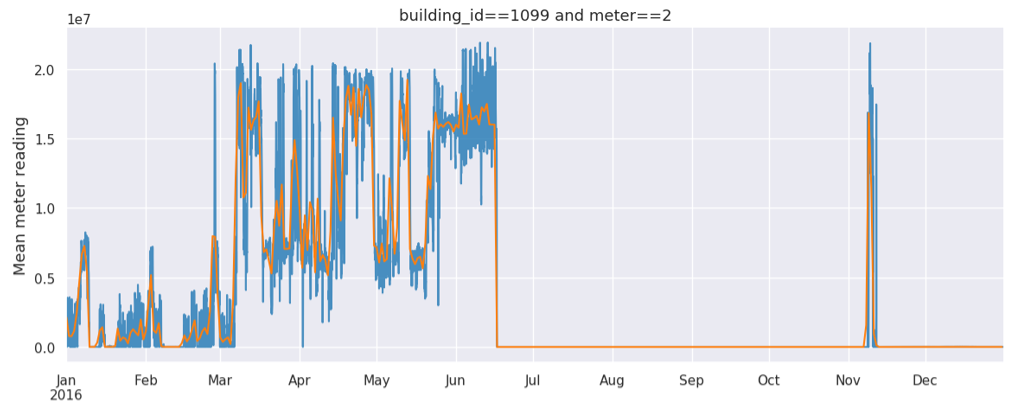 building_id==1099 and meter==2
1e7
Mean meter reading
2.0
1.5
1.0
0.5
0.0
Jan Feb Mar Apr May Jun Jul Aug Sep Oct Nov Dec
2016